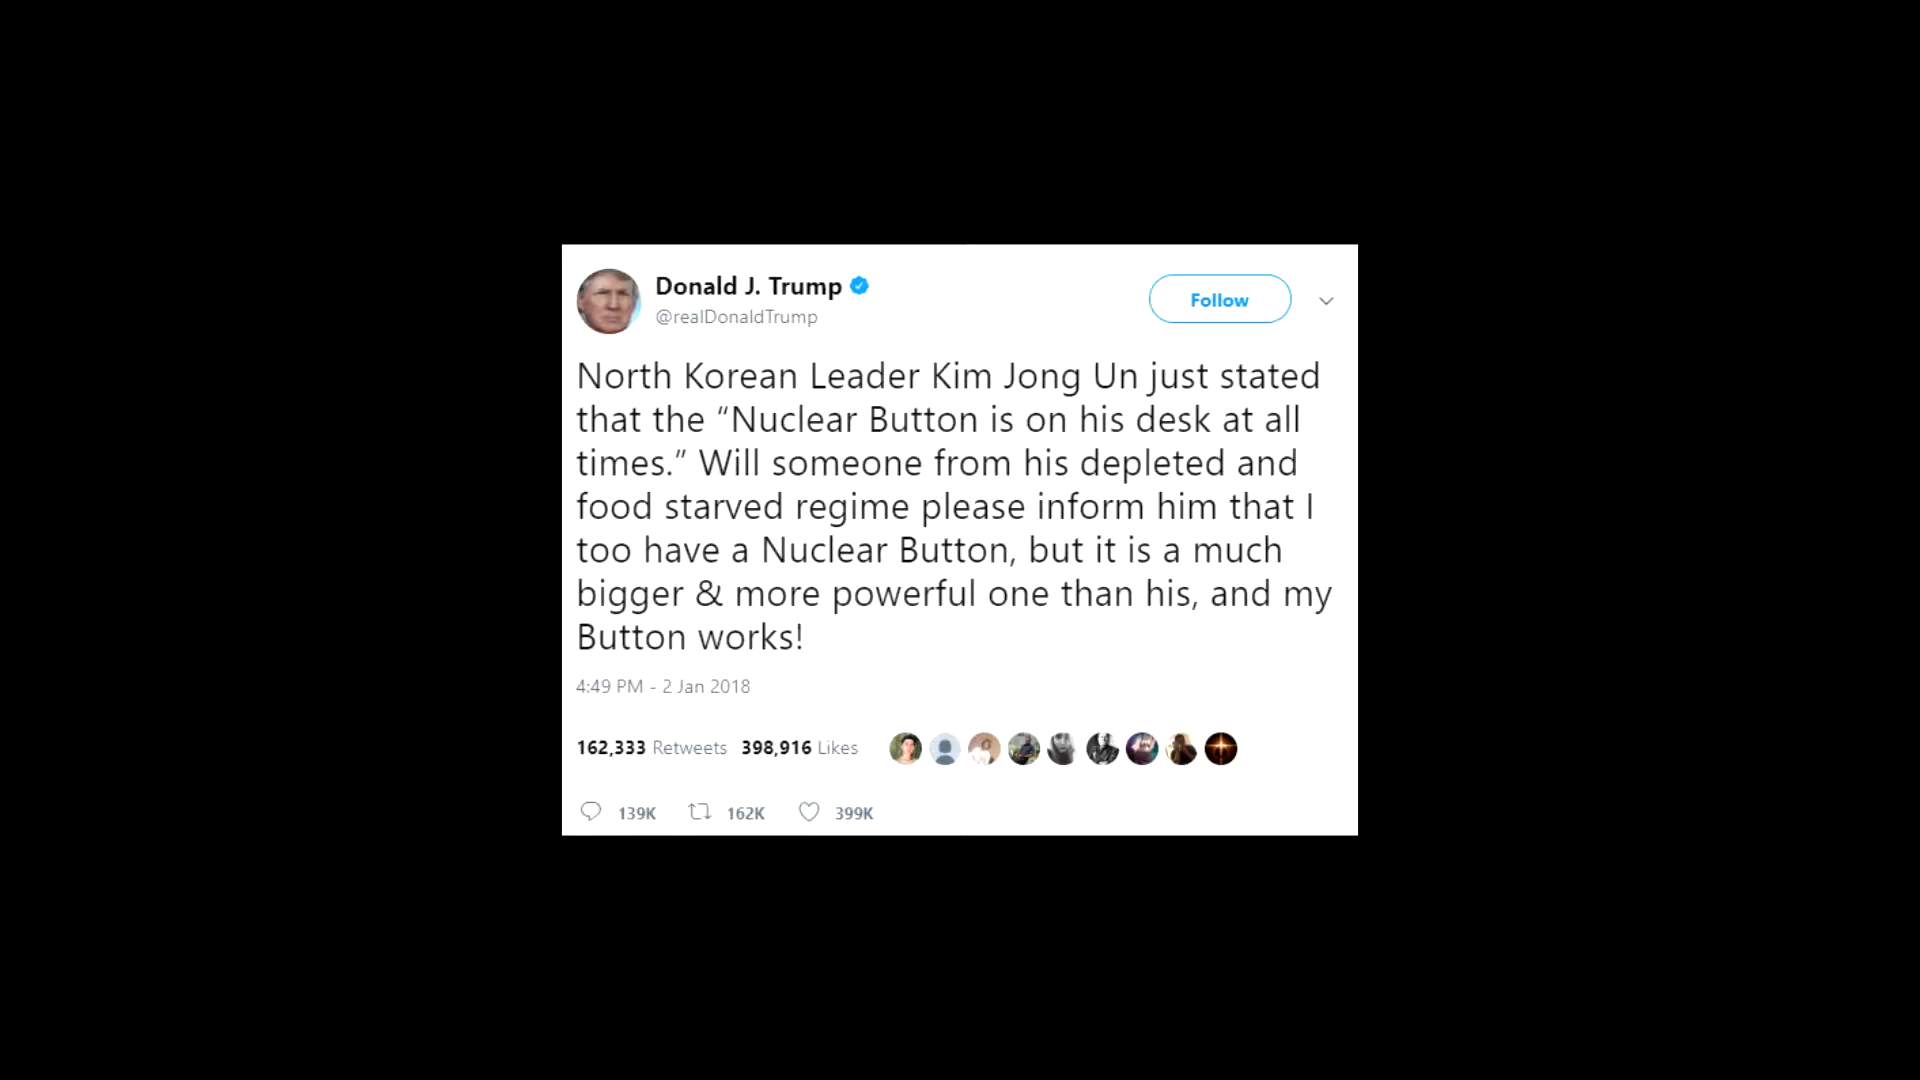 Donald J. Trump
Follow
@realDonaldTrump
North Korean Leader Kim Jong Un just stated
that the “Nuclear Button is on his desk at all
times.” Will someone from his depleted and
food starved regime please inform him that I
too have a Nuclear Button, but it is a much
bigger & more powerful one than his, and my
Button works!
4:49 PM - 2 Jan 2018
162,333 Retweets 398,916 Likes
139K 162K 399K